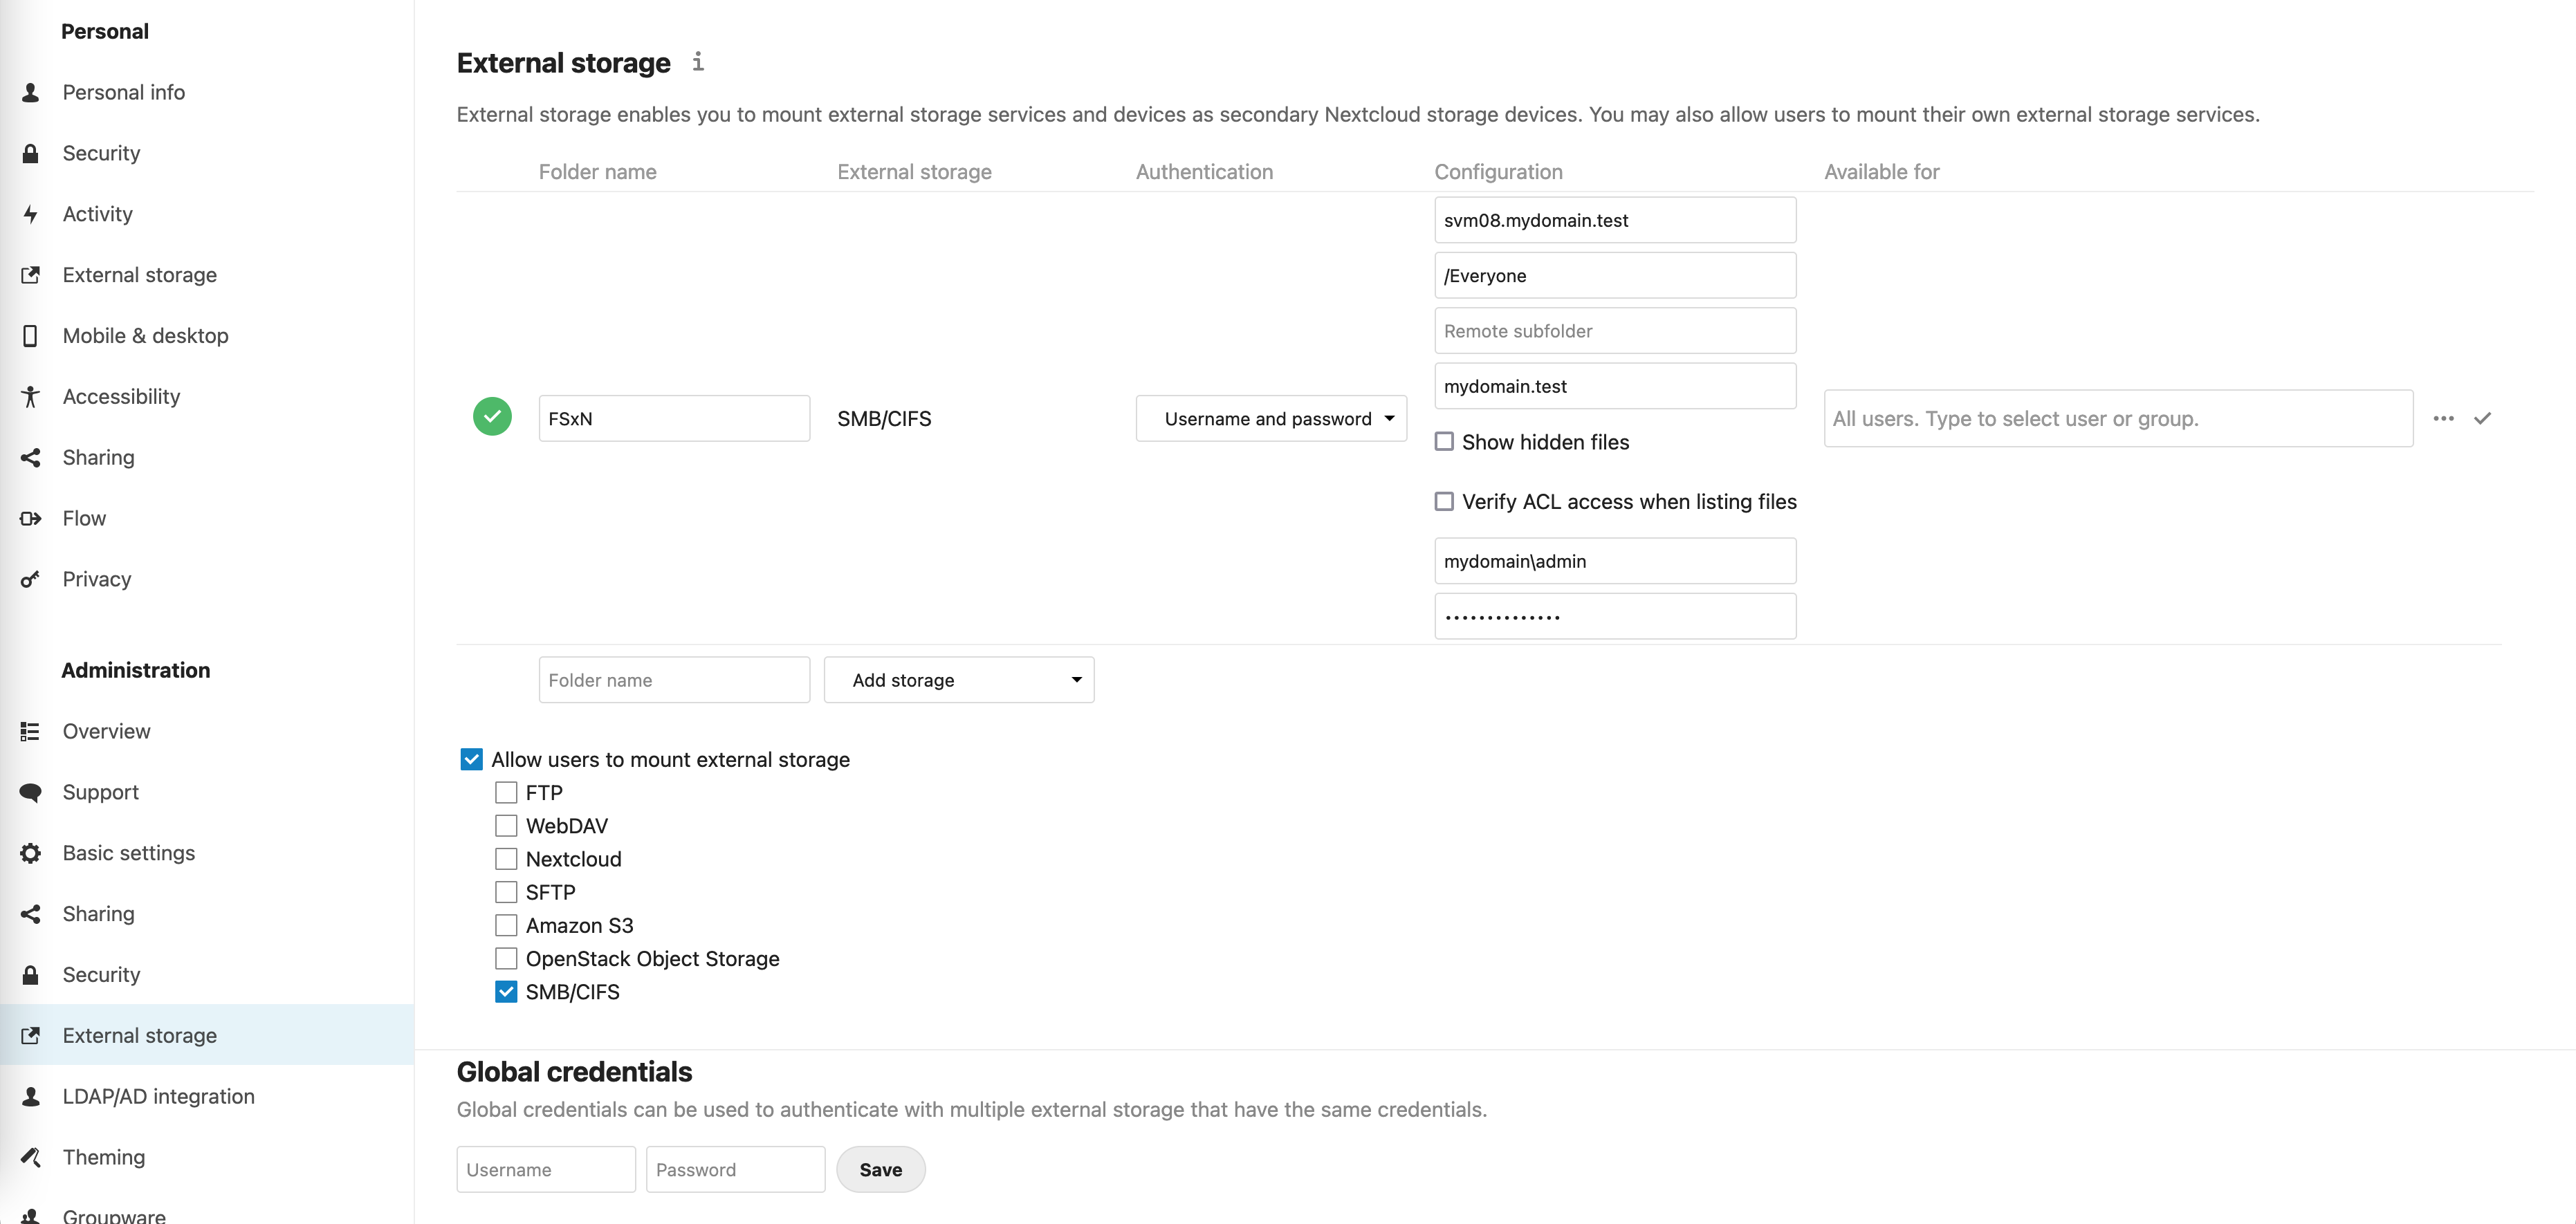 Personal
Personal info
Security
Activity
External storage
Mobile & desktop
Accessibility
Sharing
Flow
Privacy
Administration
Overview
Support
Basic settings
Sharing
Security
External storage
LDAP/AD integration
Theming
Groupware
External storage
External storage enables you to mount external storage services and devices as secondary Nextcloud storage devices. You may also allow users to mount their own external storage services.
Folder name External storage Authentication Configuration Available for
svm08.mydomain.test
/Everyone
Remote subfolder
mydomain.test
FSxN SMB/CIFS Username and password All users. Type to select user or group.
Show hidden files
Verify ACL access when listing files
mydomain\admin
••••••••••••••
Folder name Add storage
Allow users to mount external storage
FTP
WebDAV
Nextcloud
SFTP
Amazon S3
OpenStack Object Storage
SMB/CIFS
Global credentials
Global credentials can be used to authenticate with multiple external storage that have the same credentials.
Username Password Save